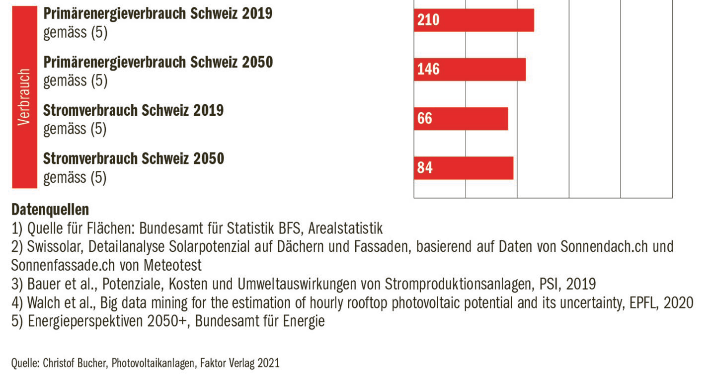 Verbrauch
Primärenergieverbrauch Schweiz 2019
gemäss (5)
210
Primärenergieverbrauch Schweiz 2050
gemäss (5)
146
Stromverbrauch Schweiz 2019
gemäss (5)
66
Stromverbrauch Schweiz 2050
gemäss (5)
84
Datenquellen
1) Quelle für Flächen: Bundesamt für Statistik BFS, Arealstatistik
2) Swissolar, Detailanalyse Solarpotenzial auf Dächern und Fassaden, basierend auf Daten von Sonnendach.ch und
Sonnenfassade.ch von Meteotest
3) Bauer et al., Potenziale, Kosten und Umweltauswirkungen von Stromproduktionsanlagen, PSI, 2019
4) Walch et al., Big data mining for the estimation of hourly rooftop photovoltaic potential and its uncertainty, EPFL, 2020
5) Energieperspektiven 2050+, Bundesamt für Energie
Quelle: Christof Bucher, Photovoltaikanlagen, Faktor Verlag 2021